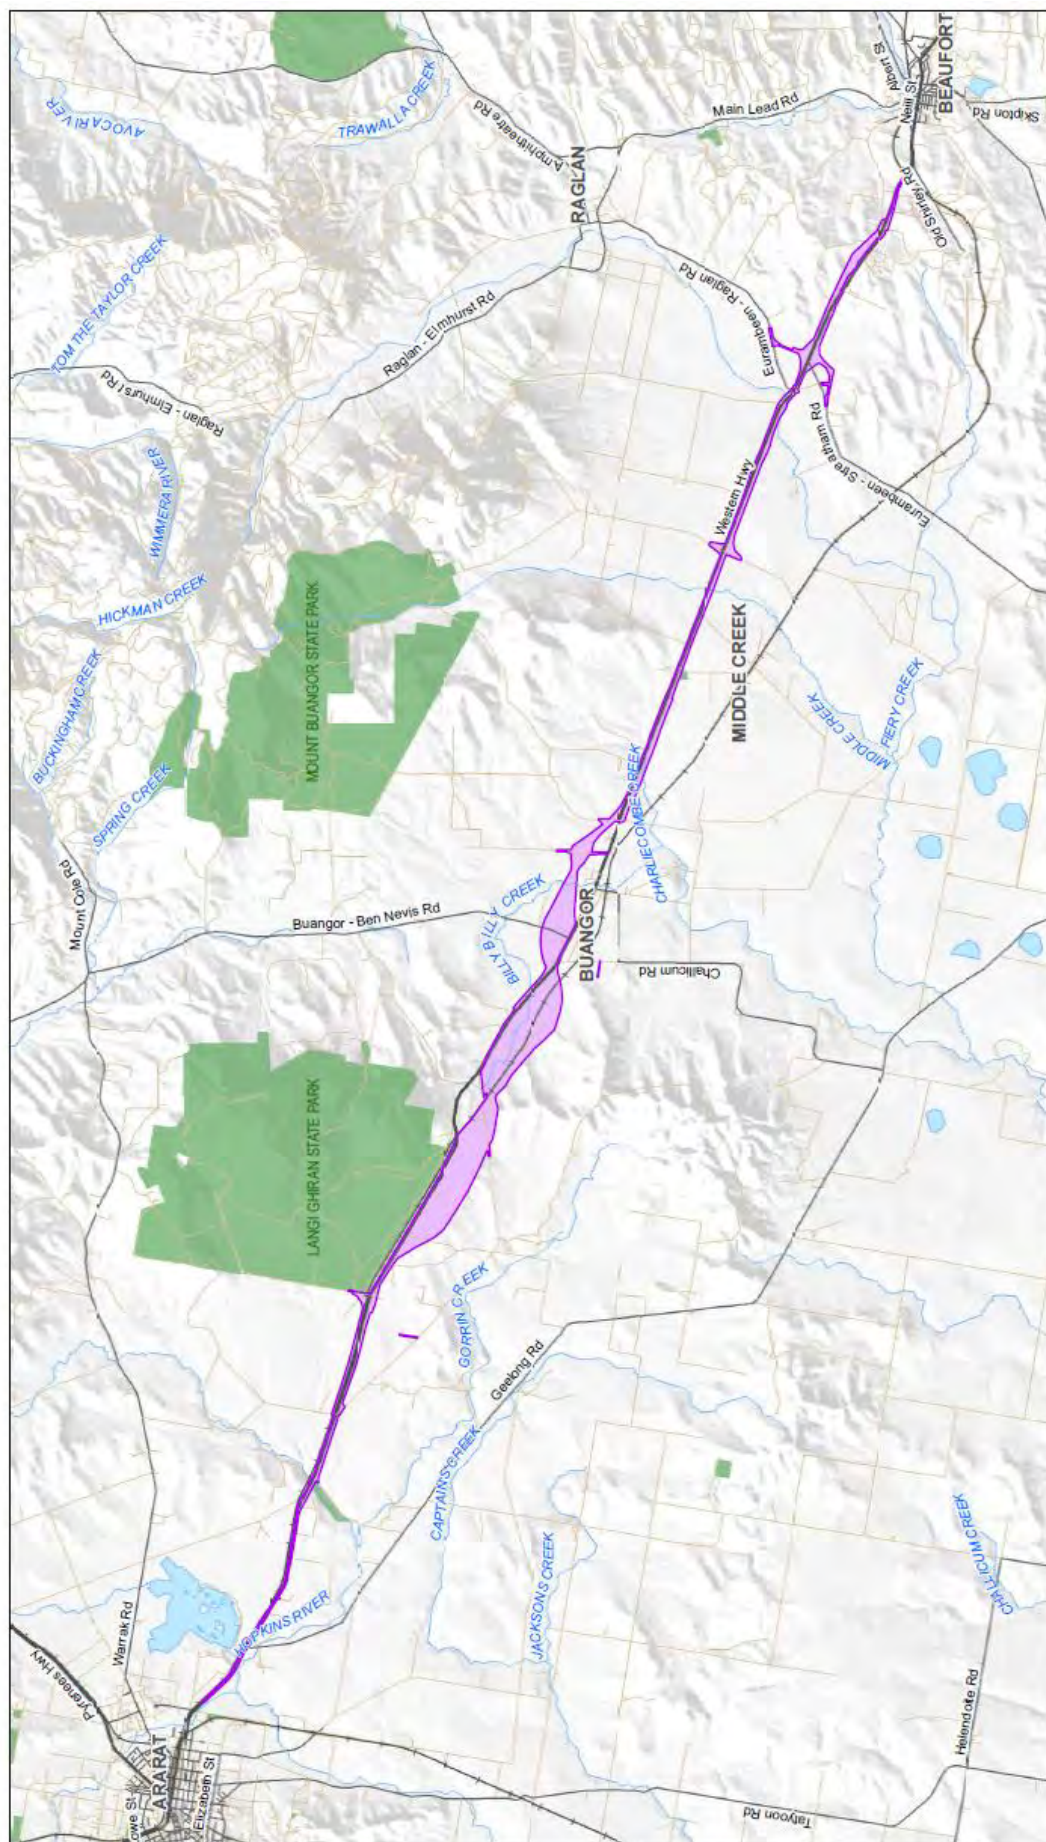 Pyrenees Hwy
Warrak Rd
ARARAT
Elizabeth St
HOPKINS RIVER
Mount Cole Rd
BUCKINGHAM CREEK
SPRING CREEK
HICKMAN CREEK
WIMMERA RIVER
Raglan - Elmhurst Rd
TOM THE TAYLOR CREEK
AVOCA RIVER
TRAWALLA CREEK
Amphitheatre Rd
RAGLAN
Raglan - Elmhurst Rd
Main Lead Rd
Albert St
Neill St
BEAUFORT
Skipton Rd
Old Shirley Rd
Eurambeen - Raglan Rd
Eurambeen - Streatham Rd
Western Hwy
LANGI GHIRAN STATE PARK
MOUNT BUANGOR STATE PARK
Buangor - Ben Nevis Rd
BILLY BILLY CREEK
BUANGOR
Challicum Rd
CHARLIECOMBE CREEK
MIDDLE CREEK
MIDDLE CREEK
FIERY CREEK
GORRIN CREEK
Geelong Rd
CAPTAINS CREEK
JACKSONS CREEK
CHALLICUM CREEK
Helendoite Rd
Tatyoon Rd